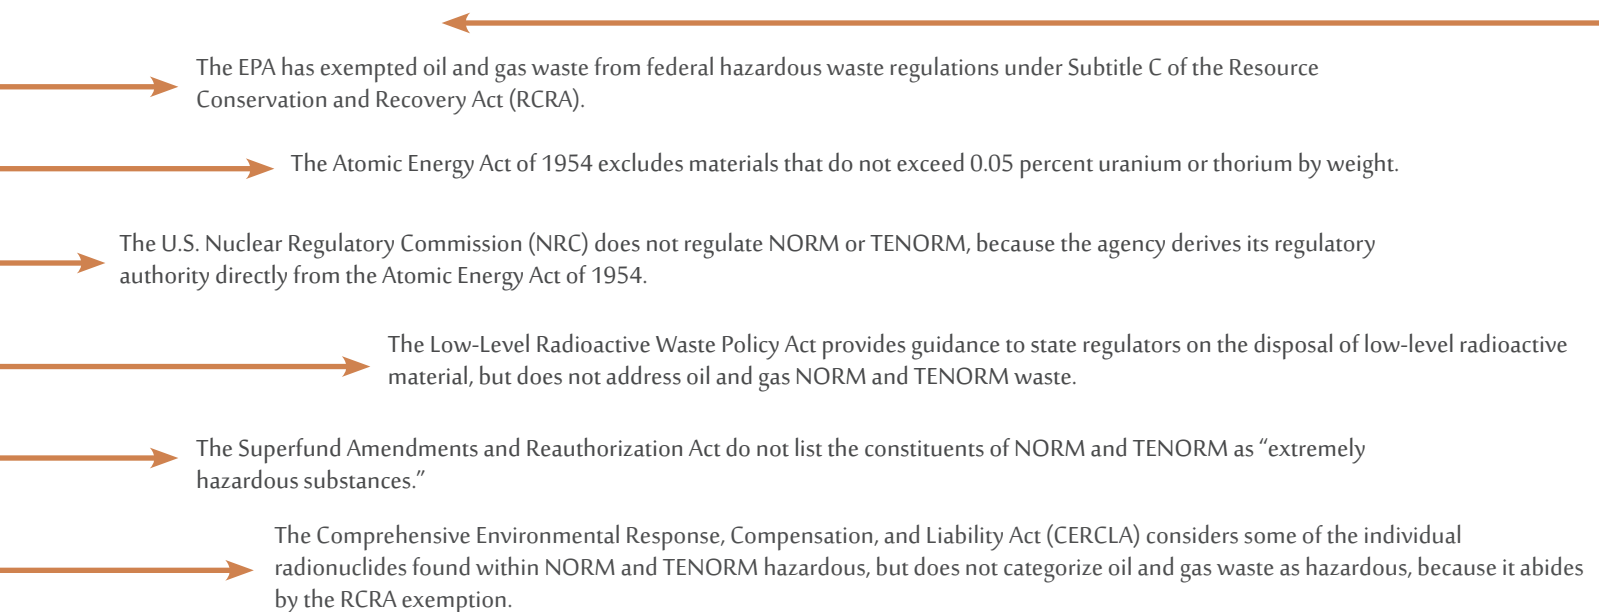 The EPA has exempted oil and gas waste from federal hazardous waste regulations under Subtitle C of the Resource
Conservation and Recovery Act (RCRA).
The Atomic Energy Act of 1954 excludes materials that do not exceed 0.05 percent uranium or thorium by weight.
The U.S. Nuclear Regulatory Commission (NRC) does not regulate NORM or TENORM, because the agency derives its regulatory
authority directly from the Atomic Energy Act of 1954.
The Low-Level Radioactive Waste Policy Act provides guidance to state regulators on the disposal of low-level radioactive
material, but does not address oil and gas NORM and TENORM waste.
The Superfund Amendments and Reauthorization Act do not list the constituents of NORM and TENORM as “extremely
hazardous substances.”
The Comprehensive Environmental Response, Compensation, and Liability Act (CERCLA) considers some of the individual
radionuclides found within NORM and TENORM hazardous, but does not categorize oil and gas waste as hazardous, because it abides
by the RCRA exemption.